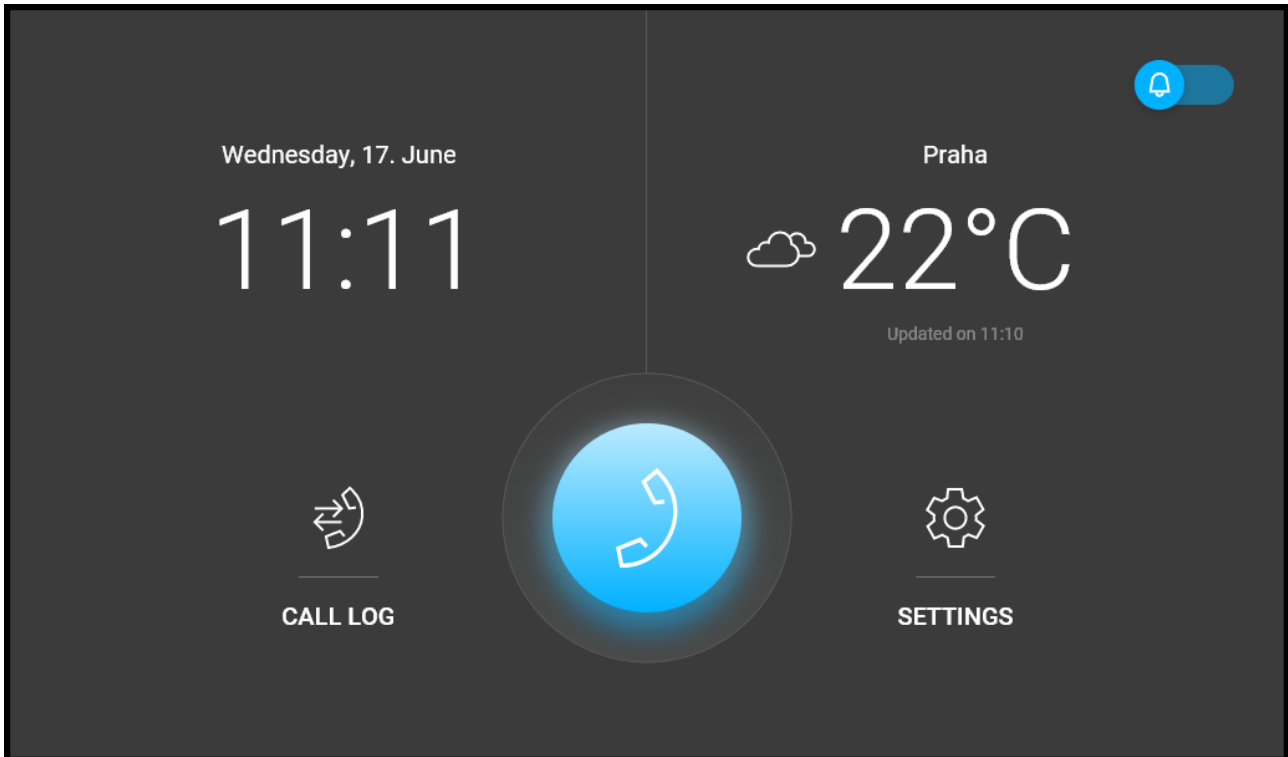 Wednesday, 17. June
11:11
Praha
22°C
Updated on 11:10
CALL LOG
SETTINGS